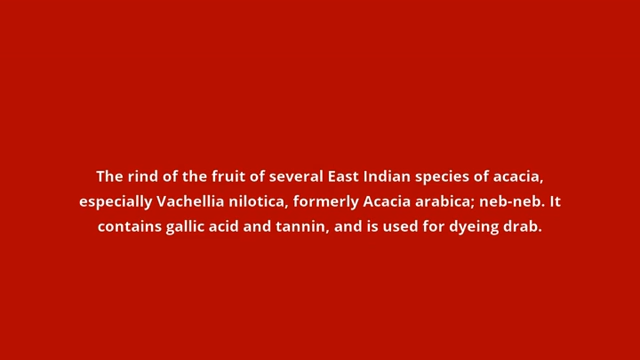 The rind of the fruit of several East Indian species of acacia,
especially Vachellia nilotica, formerly Acacia arabica; neb-neb. It
contains gallic acid and tannin, and is used for dyeing drab.